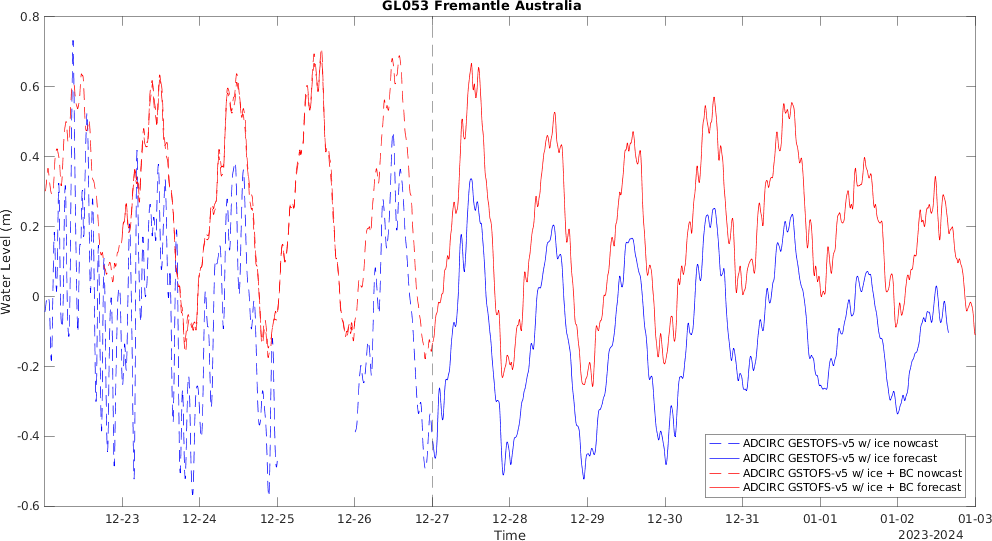 GL053 Fremantle Australia
0.8
0.6
0.4
0.2
0
-0.2
-0.4
-0.6
Water Level (m)
ADCIRC GESTOFS-v5 w/ ice nowcast
ADCIRC GESTOFS-v5 w/ ice forecast
ADCIRC GSTOFS-v5 w/ ice + BC nowcast
ADCIRC GSTOFS-v5 w/ ice + BC forecast
12-23 12-24 12-25 12-26 12-27 12-28 12-29 12-30 12-31 01-01 01-02 01-03
Time
2023-2024